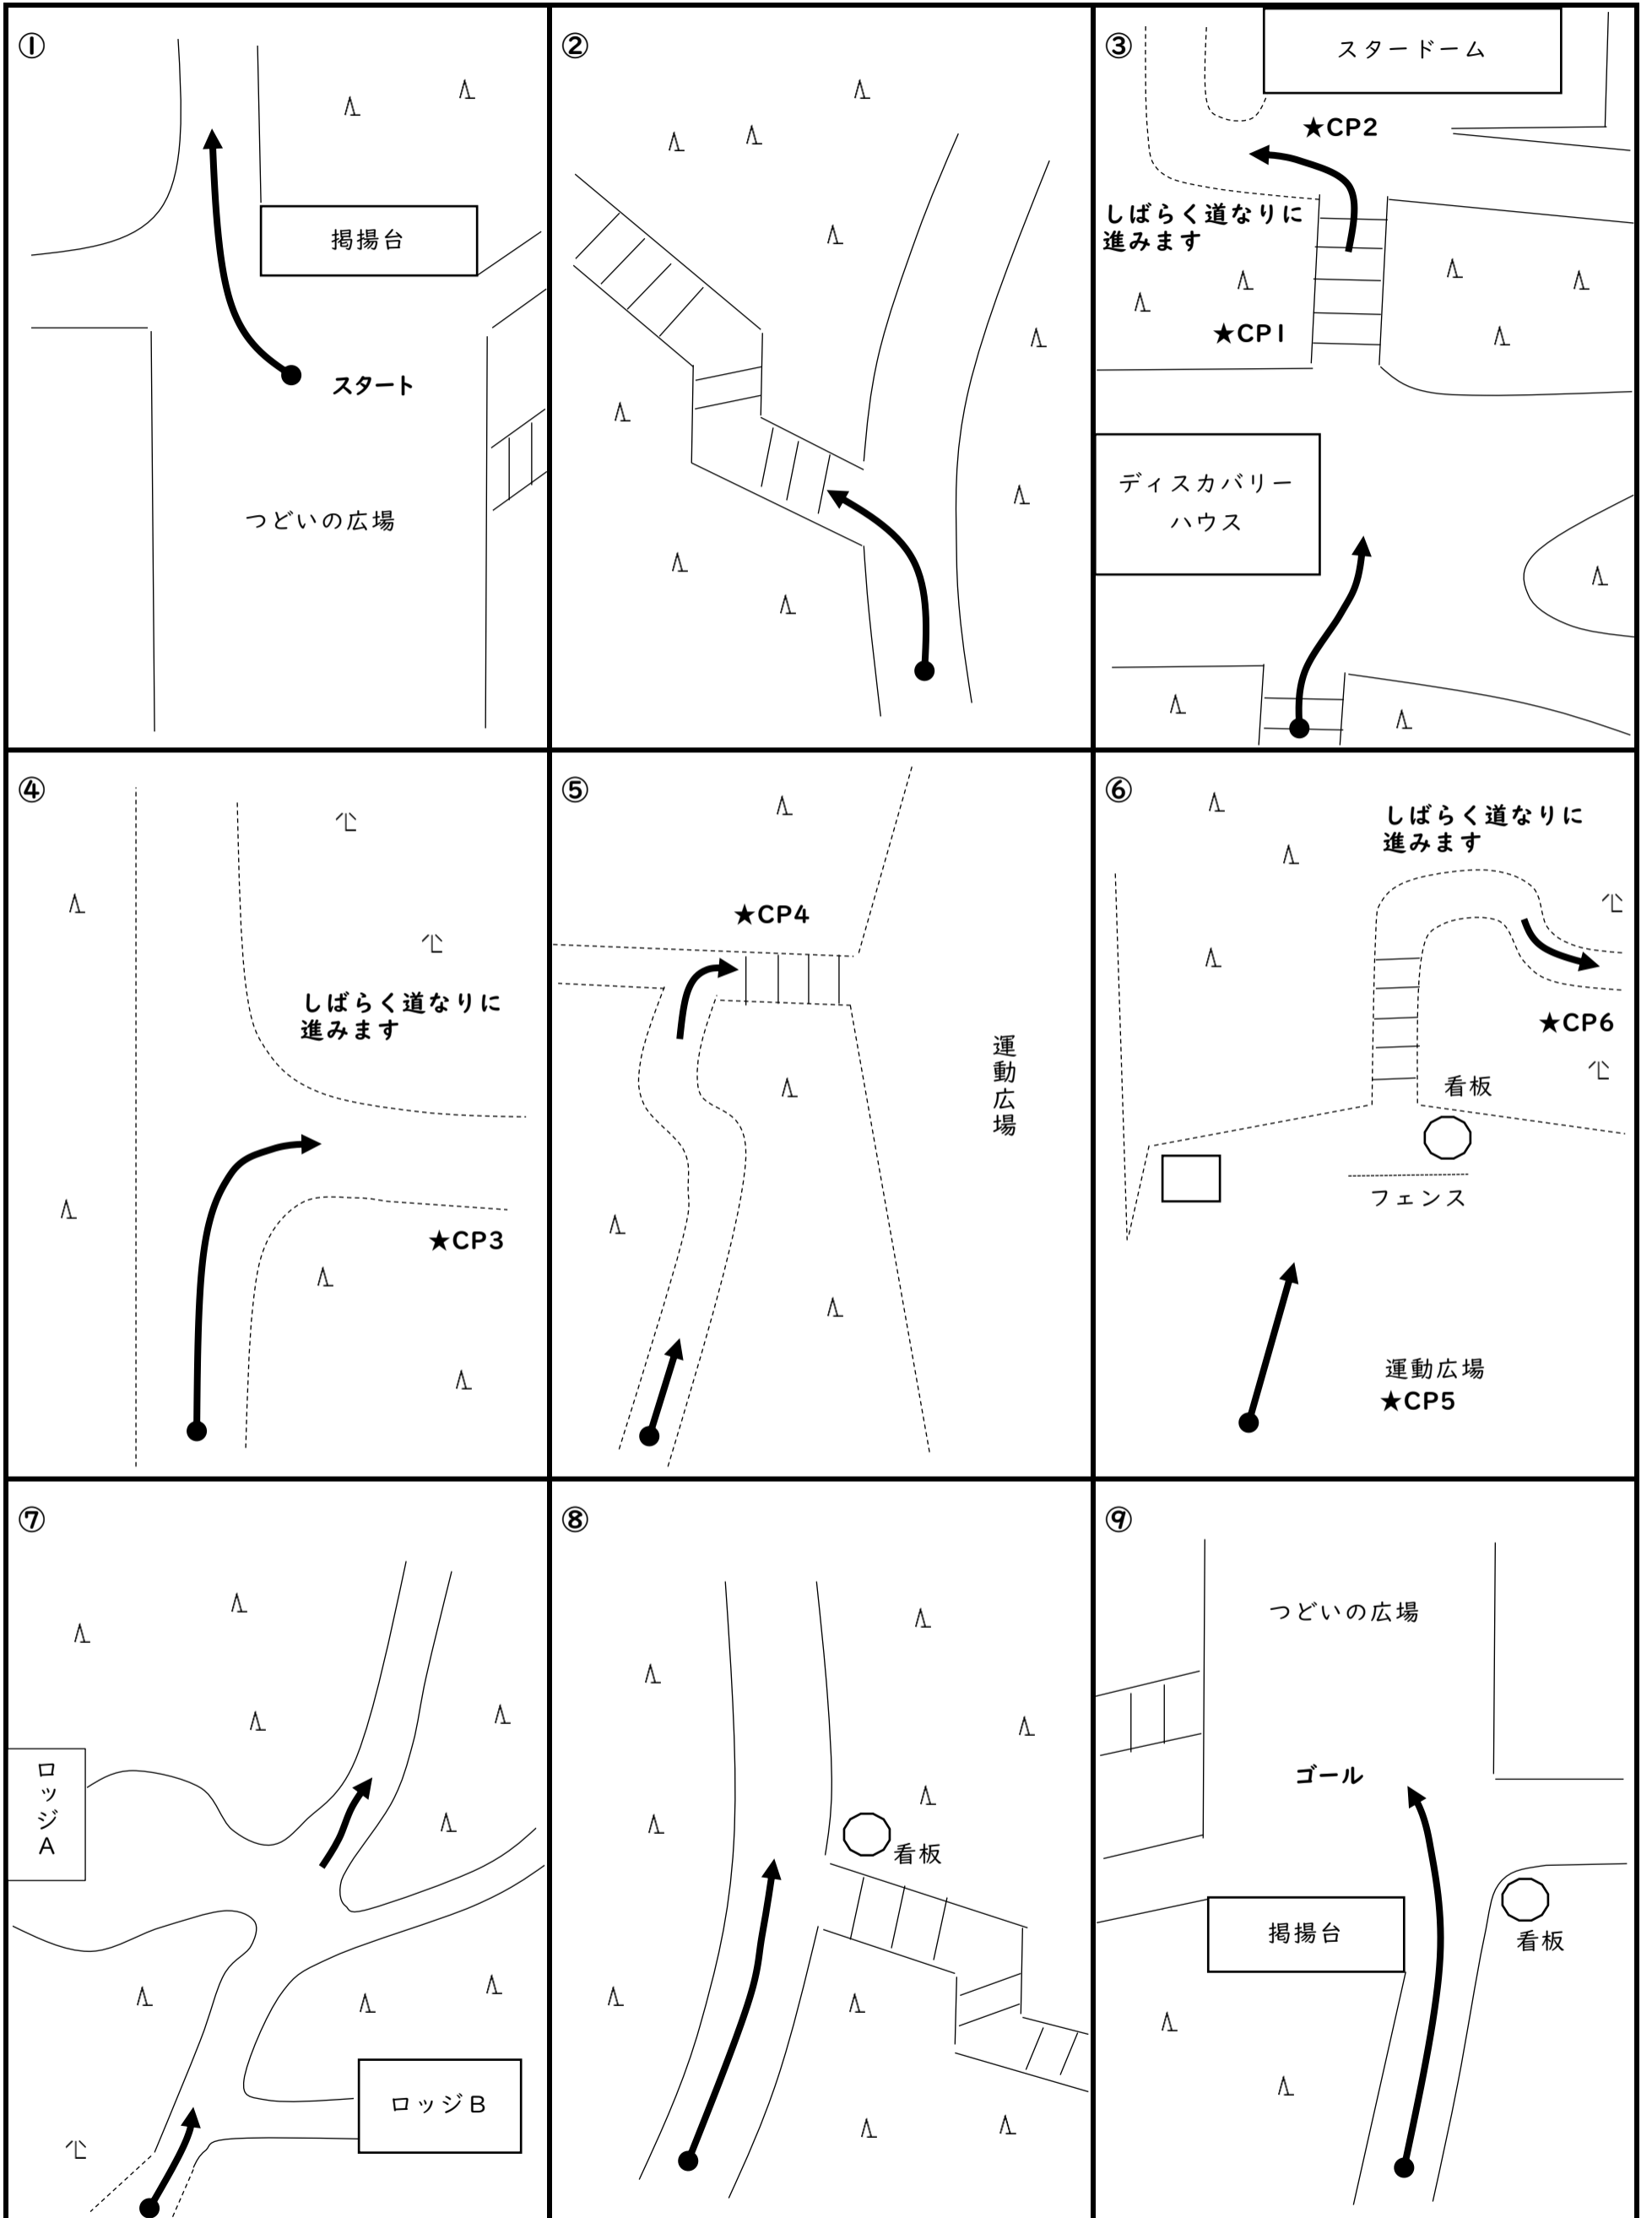 ①
掲揚台
スタート
つどいの広場
②
③
スタードーム
★CP2
しばらく道なりに
進みます
★CP1
ディスカバリー
ハウス
④
しばらく道なりに
進みます
★CP3
⑤
★CP4
運動広場
⑥
しばらく道なりに
進みます
★CP6
看板
フェンス
運動広場
★CP5
⑦
ロッジA
ロッジB
⑧
看板
⑨
つどいの広場
ゴール
掲揚台
看板